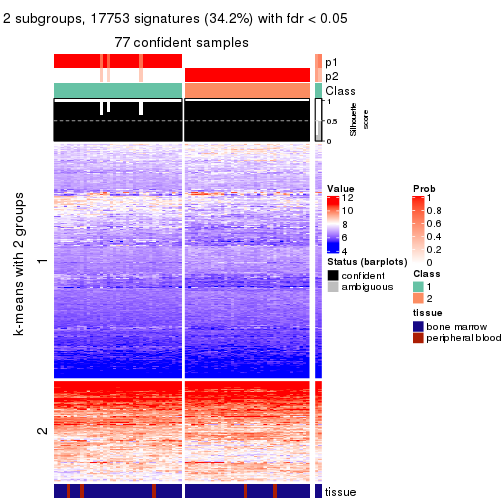 2 subgroups, 17753 signatures (34.2%) with fdr < 0.05
77 confident samples
p1
p2
Class
1
0.5
0
Silhouette
score
k-means with 2 groups
1
2
tissue
Value
12
10
8
6
4
Status (barplots)
confident
ambiguous
Prob
1
0.8
0.6
0.4
0.2
0
Class
1
2
tissue
bone marrow
peripheral blood